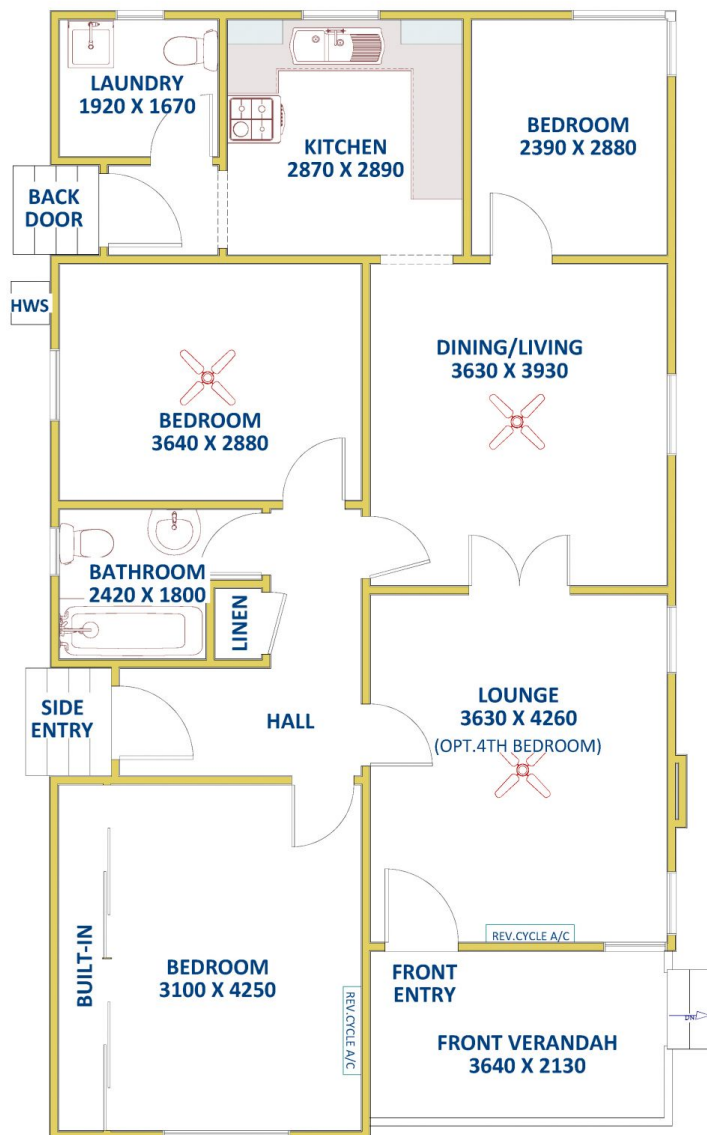 LAUNDRY
1920 X 1670
KITCHEN
2870 X 2890
BEDROOM
2390 X 2880
BACK
DOOR
HWS
DINING/LIVING
3630 X 3930
BEDROOM
3640 X 2880
BATHROOM
2420 X 1800
LINEN
SIDE
ENTRY
HALL
LOUNGE
3630 X 4260
(OPT.4TH BEDROOM)
REV.CYCLE A/C
BUILT-IN
BEDROOM
3100 X 4250
REV.CYCLE A/C
FRONT
ENTRY
FRONT VERANDAH
3640 X 2130
DN